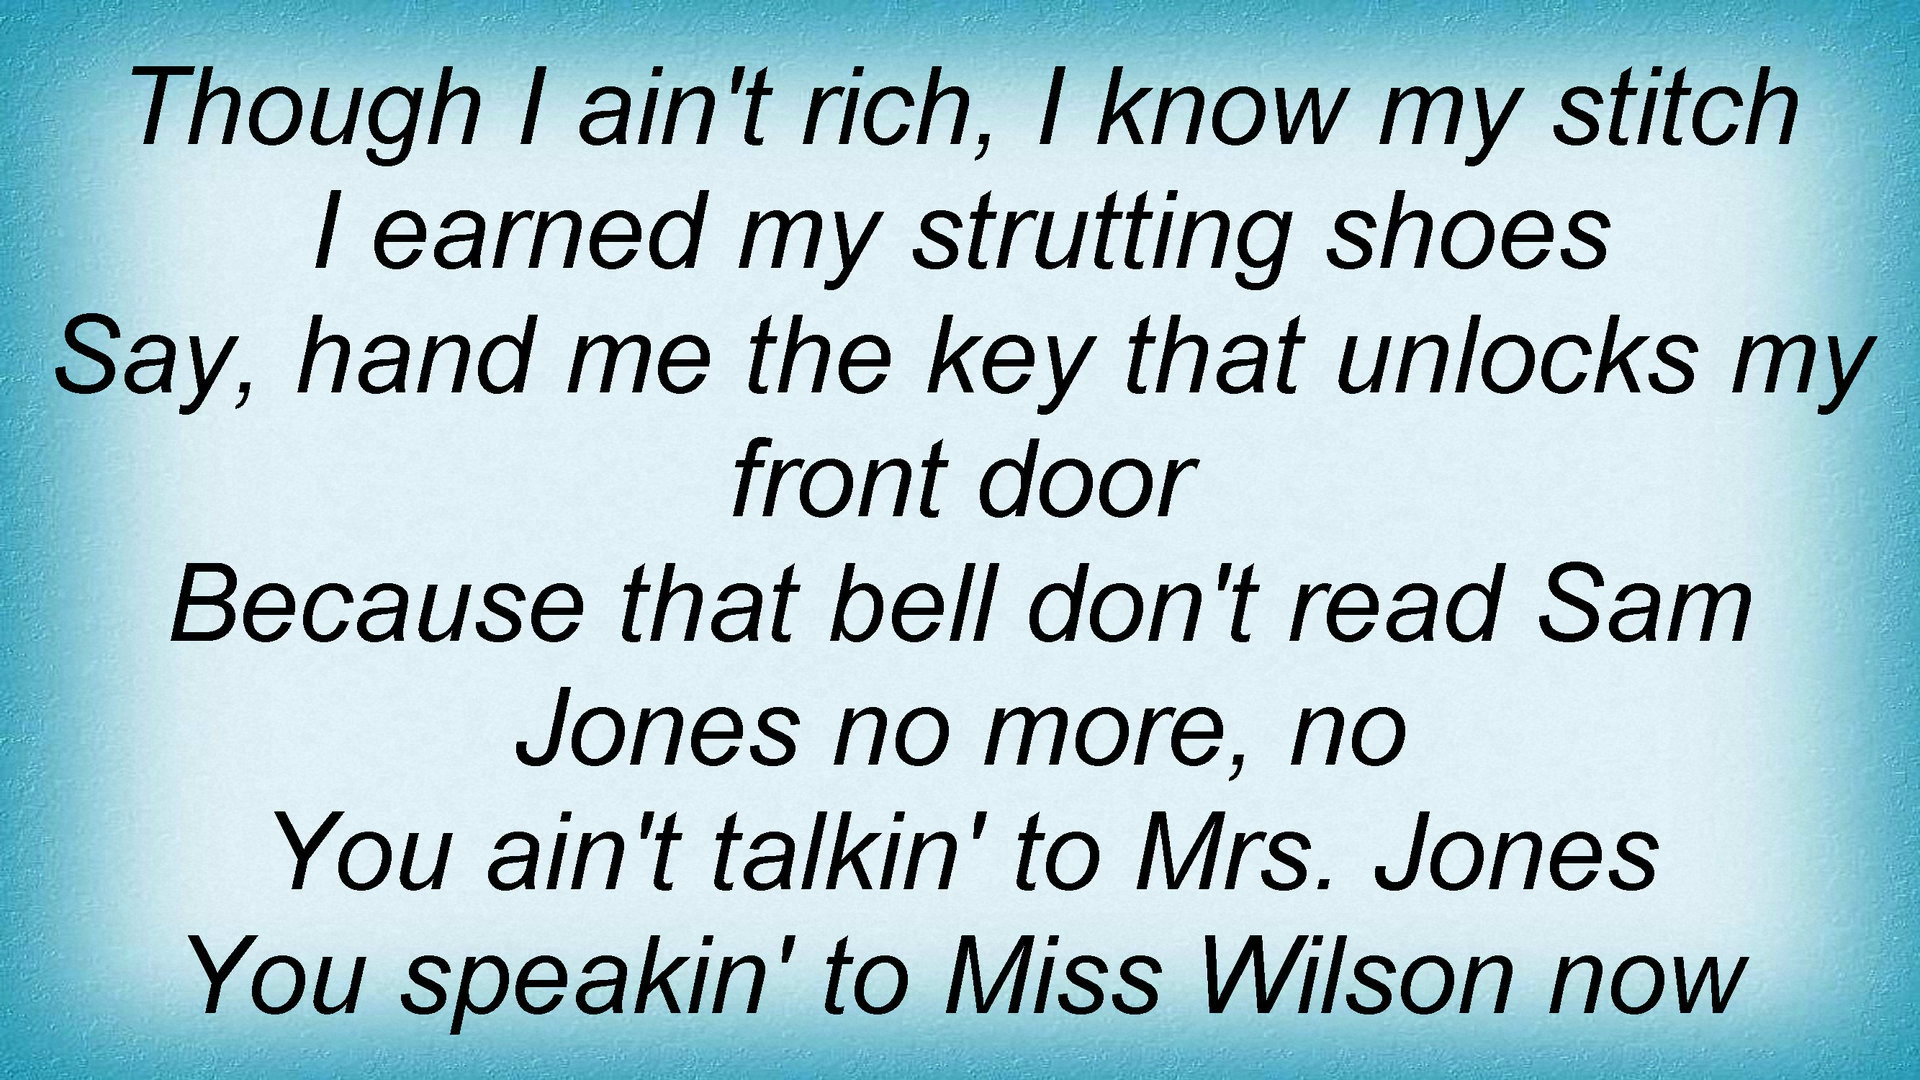 Though I ain't rich, I know my stitch
I earned my strutting shoes
Say, hand me the key that unlocks my
front door
Because that bell don't read Sam
Jones no more, no
You ain't talkin' to Mrs. Jones
You speakin' to Miss Wilson now